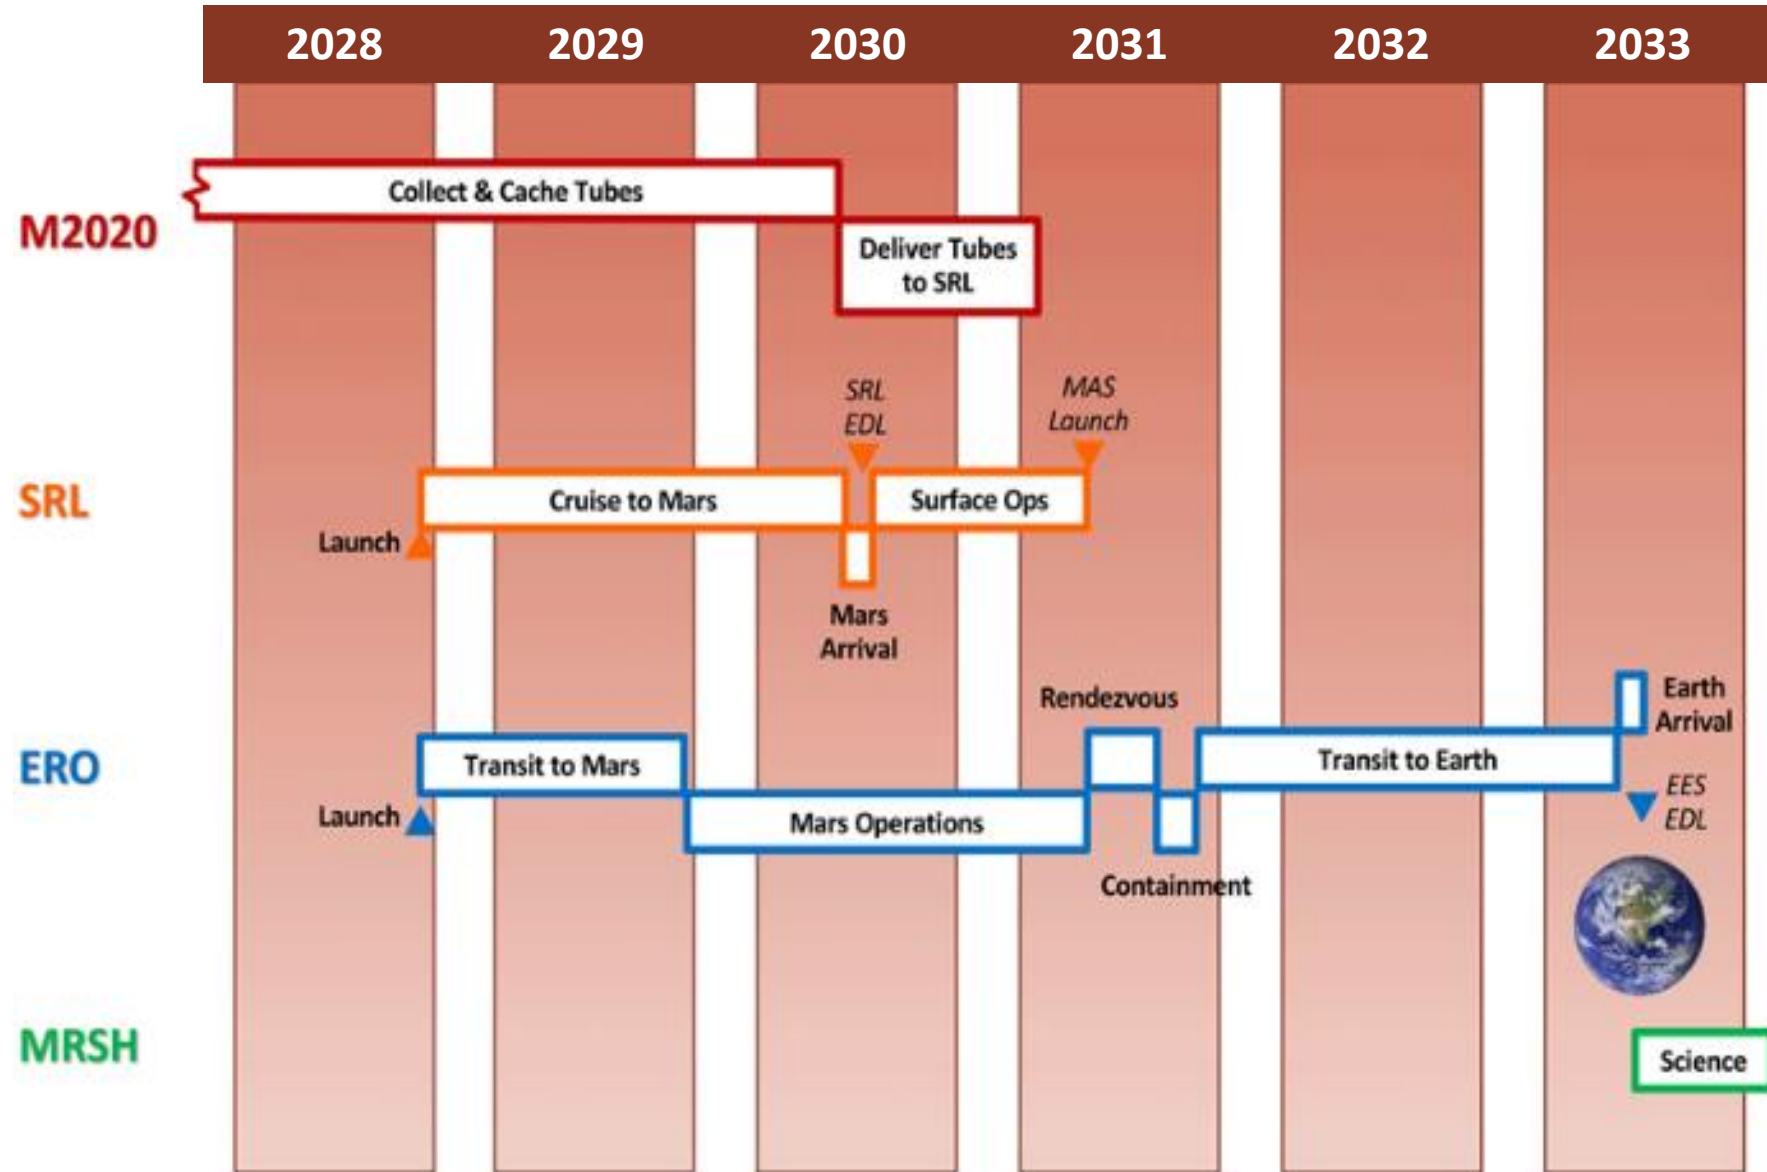 2028 2029 2030 2031 2032 2033
M2020
Collect & Cache Tubes
Deliver Tubes
to SRL
SRL
SRL
EDL
MAS
Launch
Cruise to Mars
Surface Ops
Launch
Mars
Arrival
ERO
Rendezvous
Earth
Arrival
Transit to Mars
Transit to Earth
EES
EDL
Launch
Mars Operations
Containment
MRSH
Science